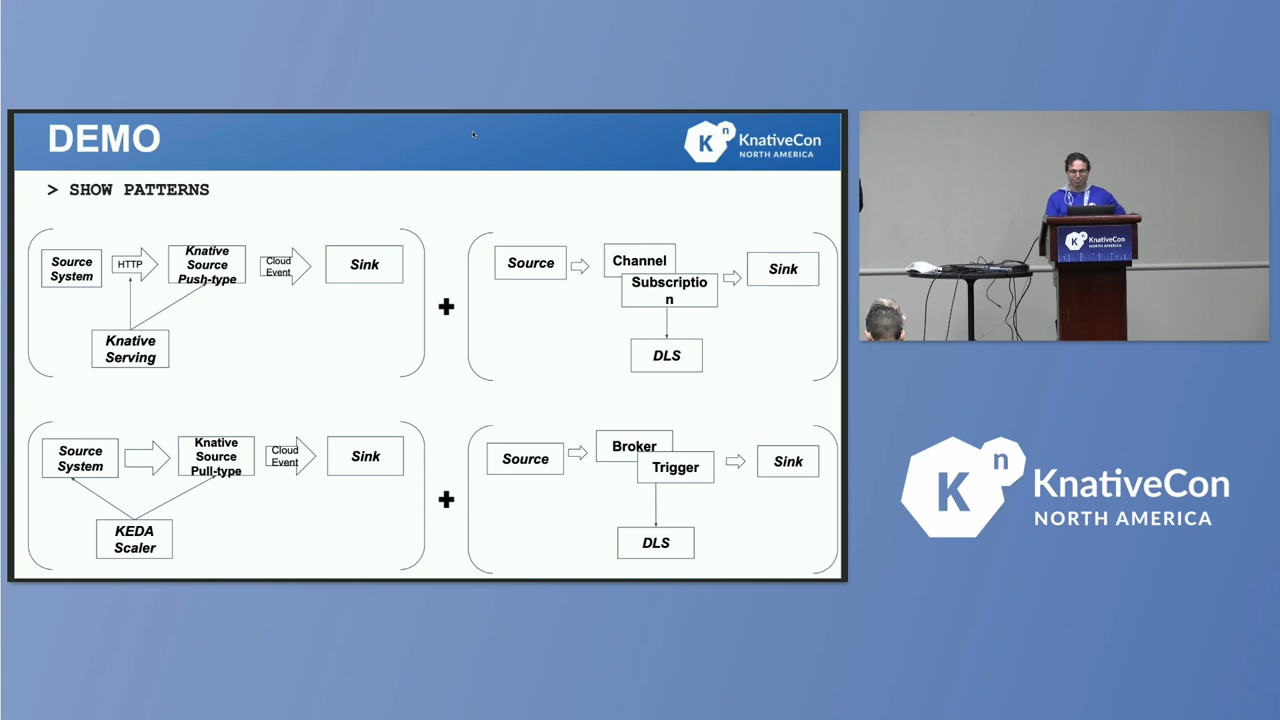 DEMO
K n KnativeCon
NORTH AMERICA
> SHOW PATTERNS
Source
System
HTTP
Knative
Source
Push-type
Cloud
Event
Sink
Knative
Serving
+
Source
Channel
Subscriptio
n
Sink
DLS
Source
System
Knative
Source
Pull-type
Cloud
Event
Sink
KEDA
Scaler
+
Source
Broker
Trigger
Sink
DLS
K KnativeCon
NORTH AMERICA
K n KnativeCon
NORTH AMERICA